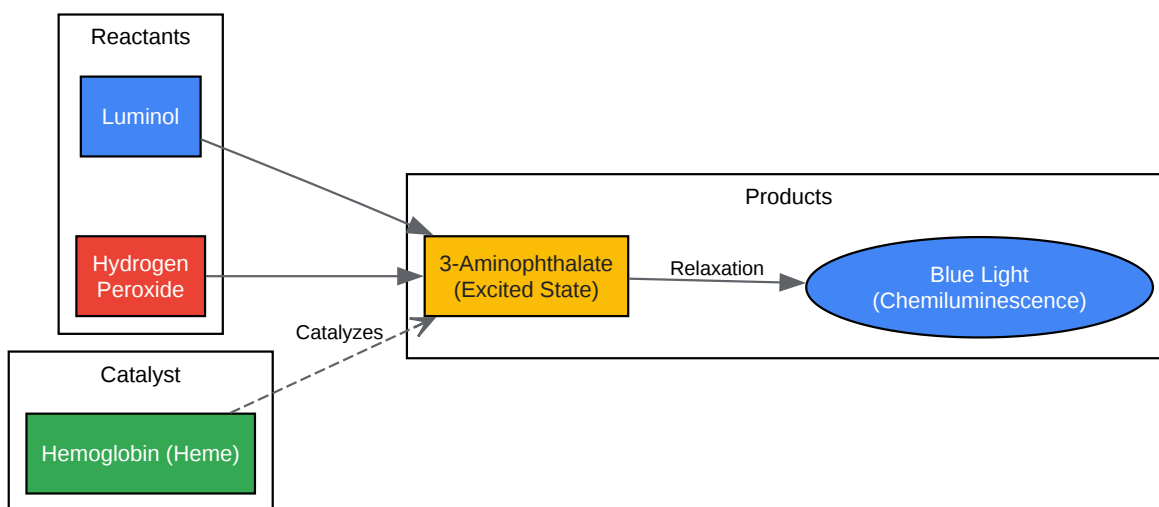 Reactants
Luminol
Hydrogen
Peroxide
Catalyst
Hemoglobin (Heme)
Catalyzes
Products
3-Aminophthalate
(Excited State)
Relaxation
Blue Light
(Chemiluminescence)